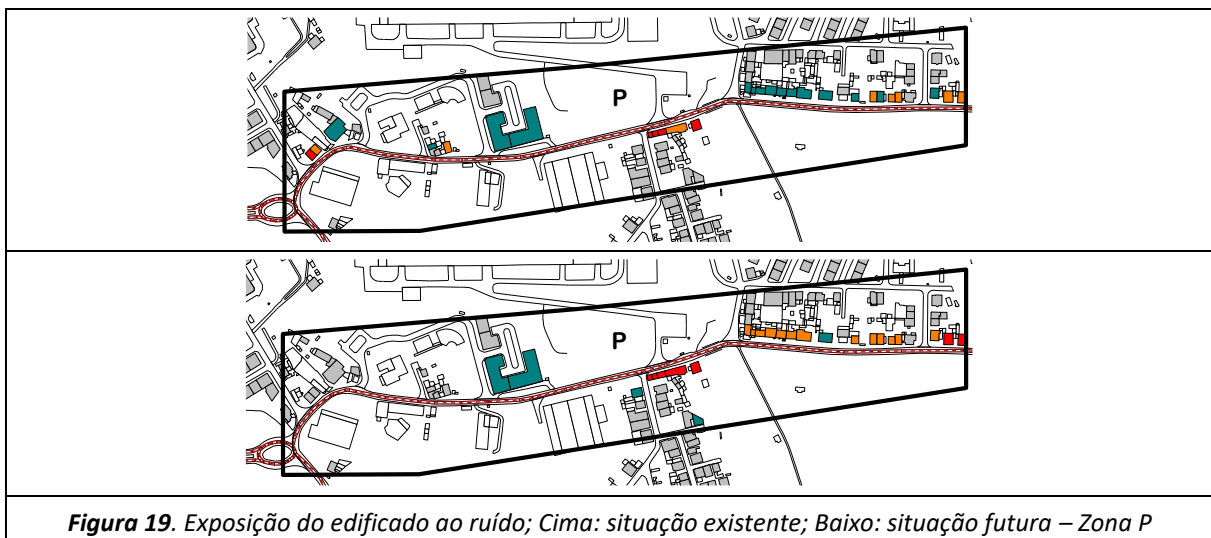 P
P
Figura 19. Exposição do edificado ao ruído; Cima: situação existente; Baixo: situação futura – Zona P